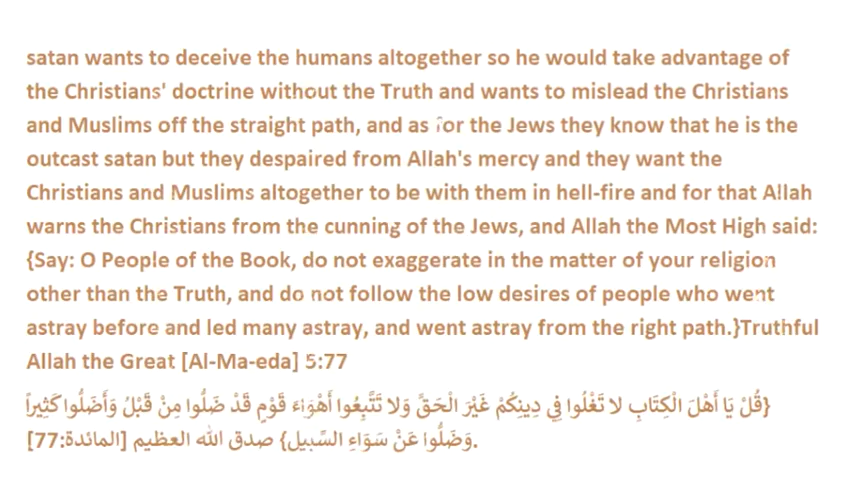 satan wants to deceive the humans altogether so he would take advantage of
the Christians' doctrine without the Truth and wants to mislead the Christians
and Muslims off the straight path, and as for the Jews they know that he is the
outcast satan but they despaired from Allah's mercy and they want the
Christians and Muslims altogether to be with them in hell-fire and for that Allah
warns the Christians from the cunning of the Jews, and Allah the Most High said:
{Say: O People of the Book, do not exaggerate in the matter of your religion
other than the Truth, and do not follow the low desires of people who went
astray before and led many astray, and went astray from the right path.}Truthful
Allah the Great [Al-Ma-eda] 5:77
{قُلْ يَا أَهْلَ الْكِتَابِ لا تَغْلُوا فِي دِينِكُمْ غَيْرَ الْحَقِّ وَلا تَتَّبِعُوا أَهْوَاءَ قَوْمٍ قَدْ ضَلُّوا مِنْ قَبْلُ وَأَضَلُّوا كَثِيراً
وَضَلُّوا عَنْ سَوَاءِ السَّبِيلِ} صدق الله العظيم [المائدة:77].